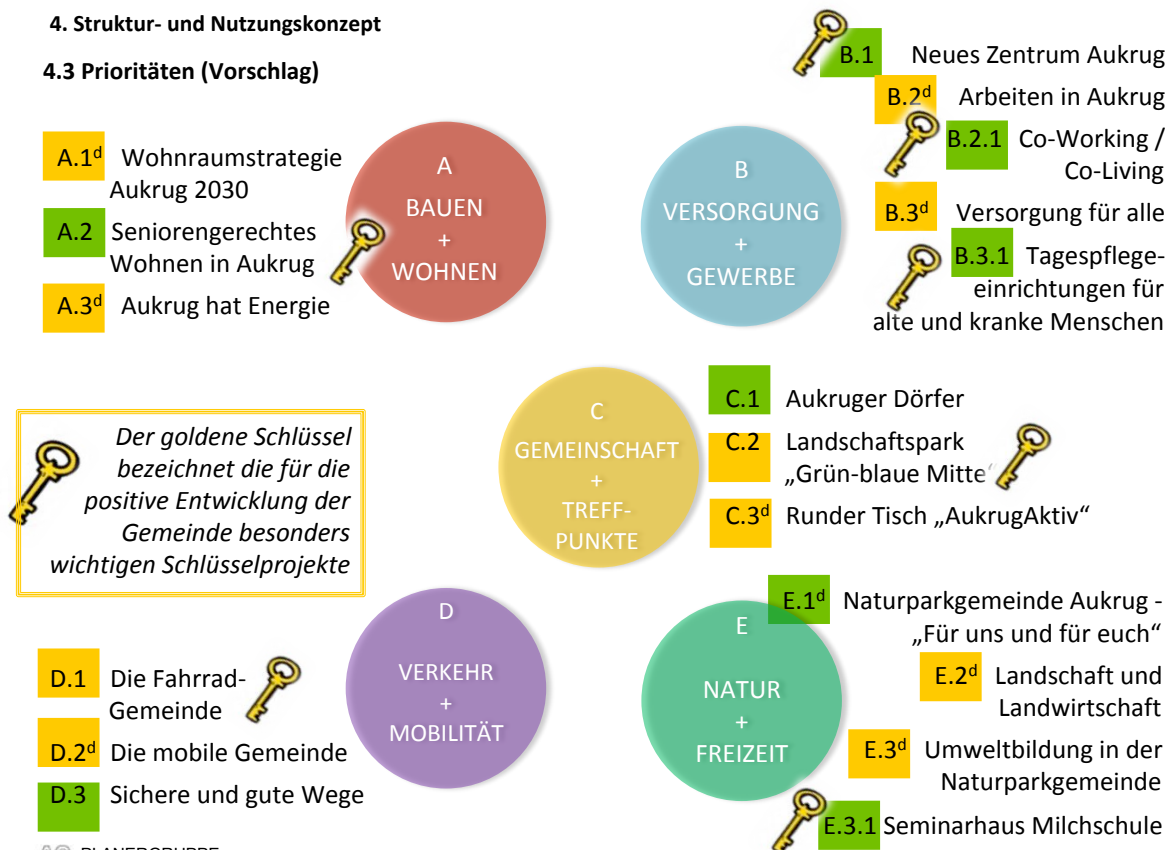 4. Struktur- und Nutzungskonzept
4.3 Prioritäten (Vorschlag)
A.1d Wohnraumstrategie
Aukrug 2030
A.2 Seniorengerechtes
Wohnen in Aukrug
A.3d Aukrug hat Energie
A
BAUEN
+
WOHNEN
B
VERSORGUNG
+
GEWERBE
B.1 Neues Zentrum Aukrug
B.2d Arbeiten in Aukrug
B.2.1 Co-Working /
Co-Living
B.3d Versorgung für alle
B.3.1 Tagespflege-
einrichtungen für
alte und kranke Menschen
Der goldene Schlüssel
bezeichnet die für die
positive Entwicklung der
Gemeinde besonders
wichtigen Schlüsselprojekte
C
GEMEINSCHAFT
+
TREFF-
PUNKTE
C.1 Aukruger Dörfer
C.2 Landschaftspark
„Grün-blaue Mitte“
C.3d Runder Tisch „AukrugAktiv“
D.1 Die Fahrrad-
Gemeinde
D.2d Die mobile Gemeinde
D.3 Sichere und gute Wege
D
VERKEHR
+
MOBILITÄT
E
NATUR
+
FREIZEIT
E.1d Naturparkgemeinde Aukrug -
„Für uns und für euch“
E.2d Landschaft und
Landwirtschaft
E.3d Umweltbildung in der
Naturparkgemeinde
E.3.1 Seminarhaus Milchschule
PLANERGRUPPE